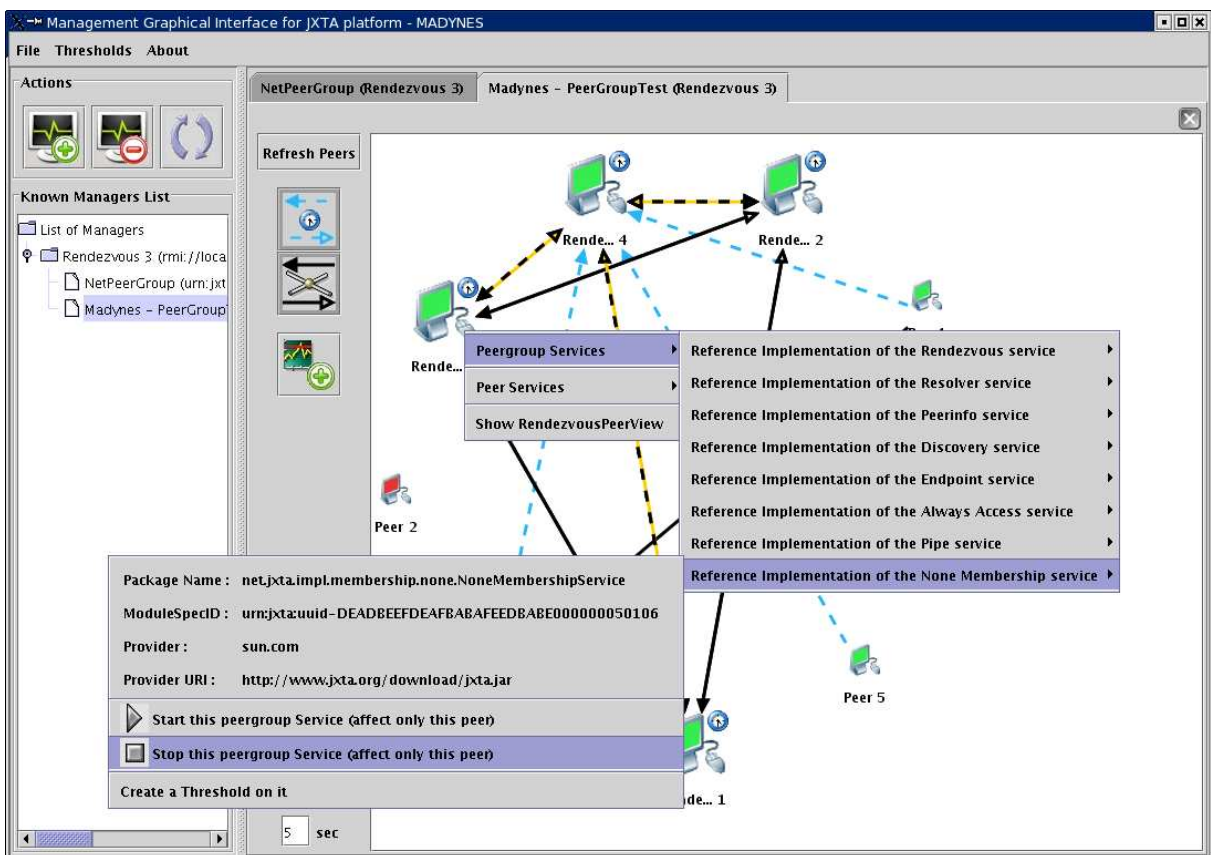 Management Graphical Interface for JXTA platform - MADYNES
File Thresholds About
Actions
Known Managers List
List of Managers
Rendezvous 3 (rmi://loca
NetPeerGroup (urn:jxt
Madynes - PeerGroup
NetPeerGroup (Rendezvous 3)
Madynes - PeerGroupTest (Rendezvous 3)
Refresh Peers
Rende... 4
Rende... 2
Rende...
Peer 2
Peer 5
de... 1
Peergroup Services
Peer Services
Show RendezvousPeerView
Reference Implementation of the Rendezvous service
Reference Implementation of the Resolver service
Reference Implementation of the Peerinfo service
Reference Implementation of the Discovery service
Reference Implementation of the Endpoint service
Reference Implementation of the Always Access service
Reference Implementation of the Pipe service
Reference Implementation of the None Membership service
Package Name : net.jxta.impl.membership.none.NoneMembershipService
ModuleSpecID : urn:jxta:uuid-DEADBEEFDEAFBABAFEEDBABE000000050106
Provider : sun.com
Provider URI : http://www.jxta.org/download/jxta.jar
Start this peergroup Service (affect only this peer)
Stop this peergroup Service (affect only this peer)
Create a Threshold on it
5 sec